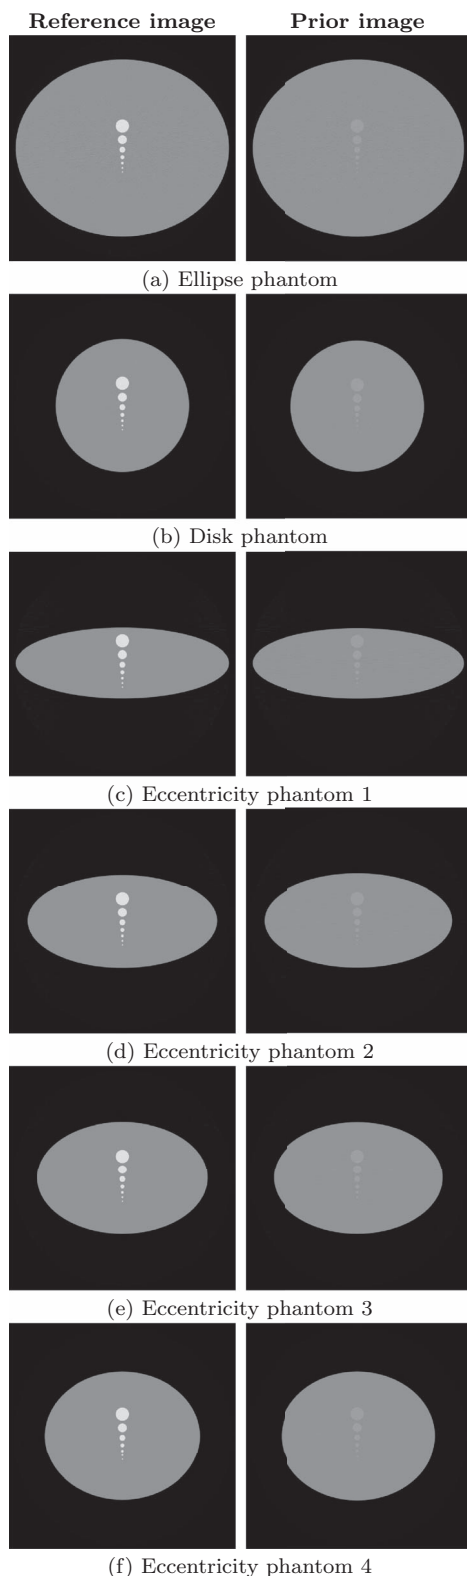 Reference image Prior image
(a) Ellipse phantom
(b) Disk phantom
(c) Eccentricity phantom 1
(d) Eccentricity phantom 2
(e) Eccentricity phantom 3
(f) Eccentricity phantom 4